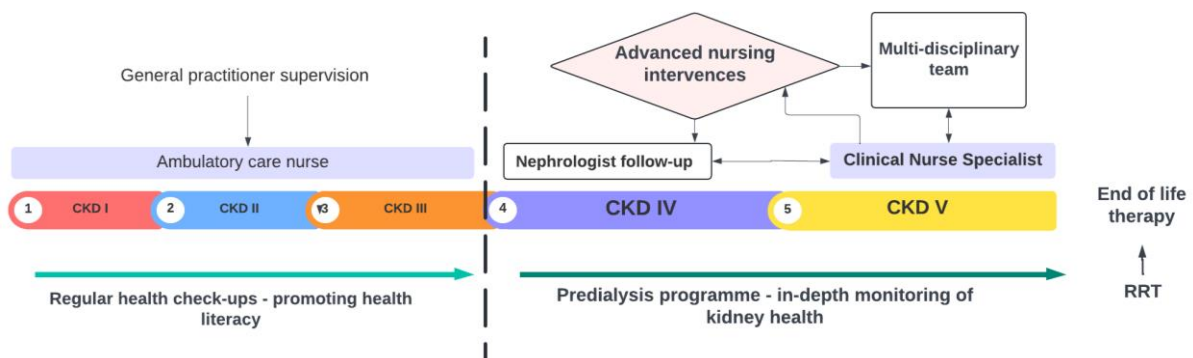 General practitioner supervision
Ambulatory care nurse
1 CKD I 2 CKD II 3 CKD III
Regular health check-ups - promoting health
literacy
Advanced nursing
intervences
Multi-disciplinary
team
Nephrologist follow-up
Clinical Nurse Specialist
4 CKD IV 5 CKD V
Predialysis programme - in-depth monitoring of
kidney health
End of life
therapy
RRT